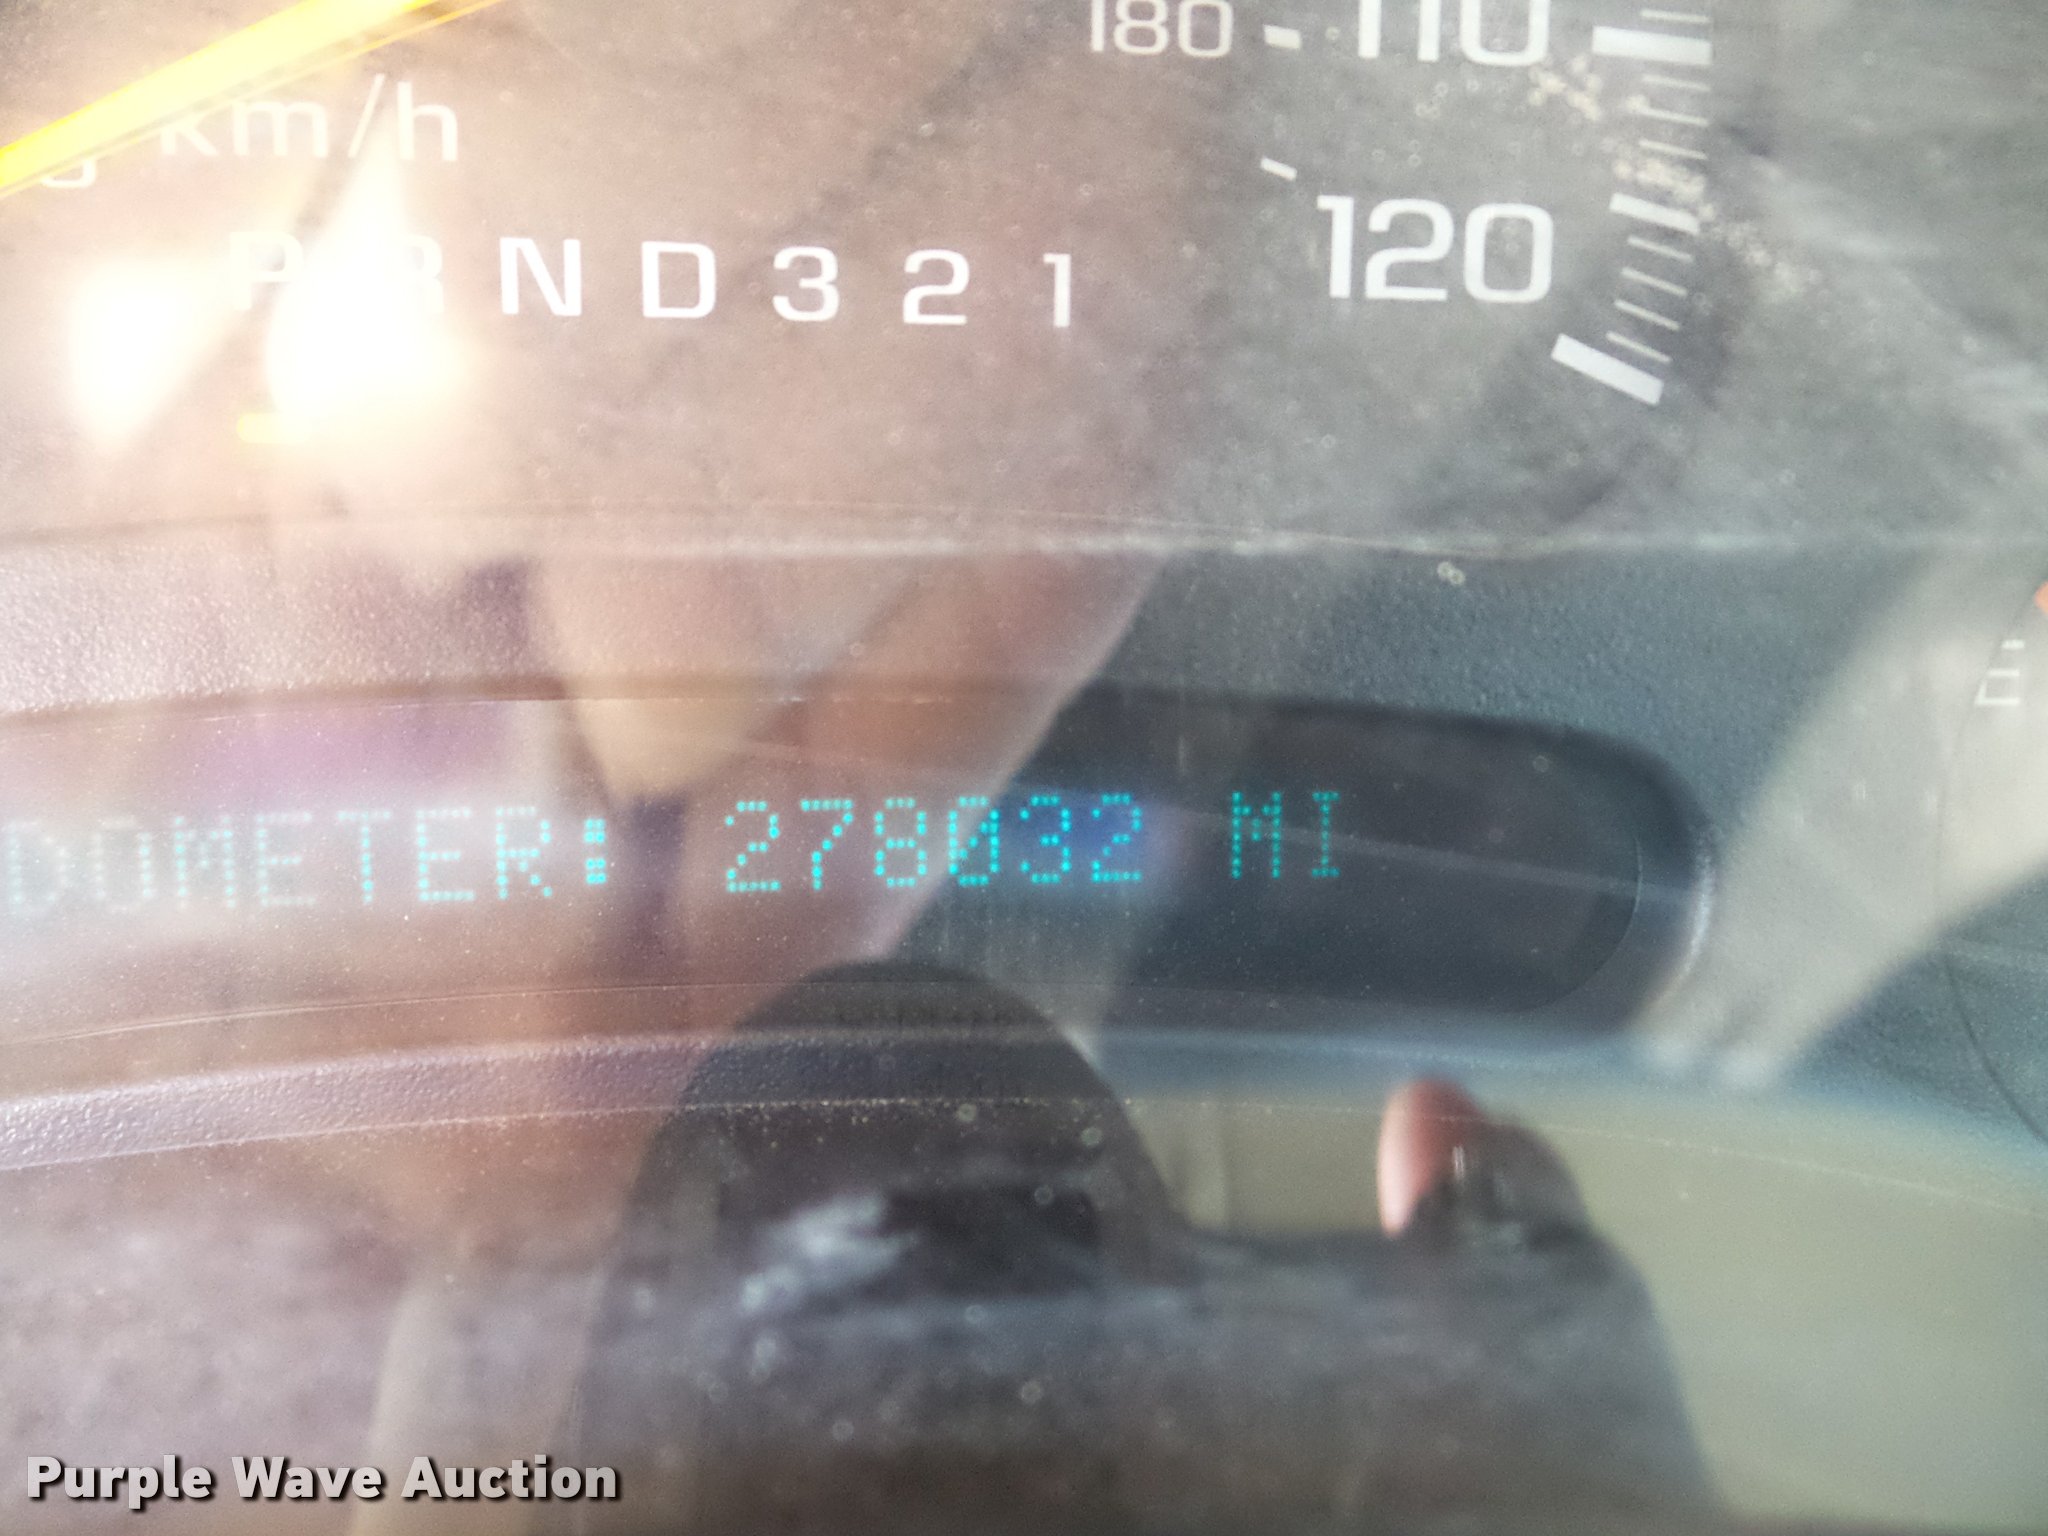 180 110
km/h
120
P R N D 3 2 1
E
DOMETER: 278032 MI
Purple Wave Auction